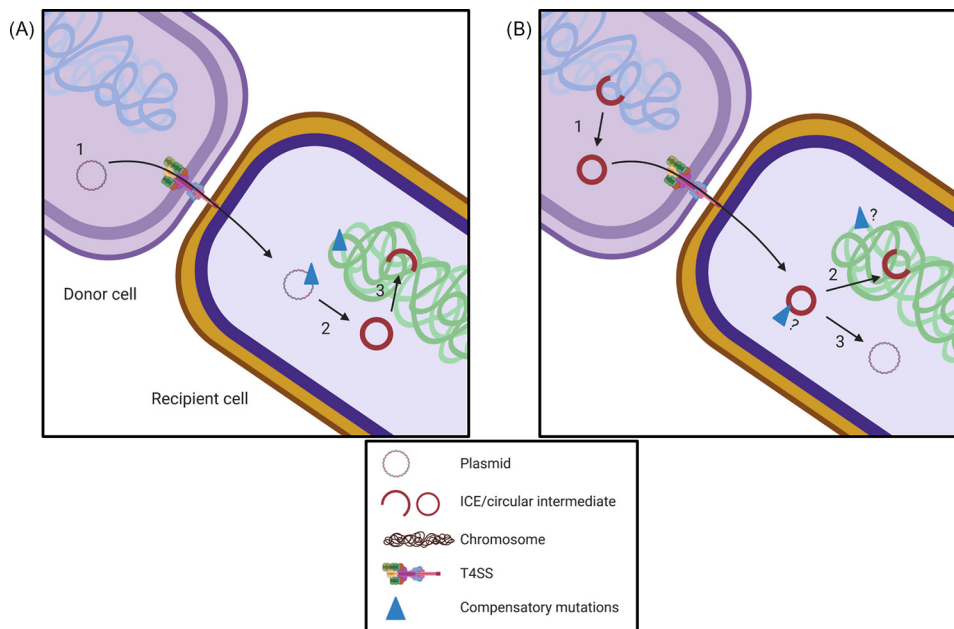 (A)
1
Donor cell
2
3
Recipient cell
(B)
1
?
2
?
3
Plasmid
ICE/circular intermediate
Chromosome
T4SS
Compensatory mutations